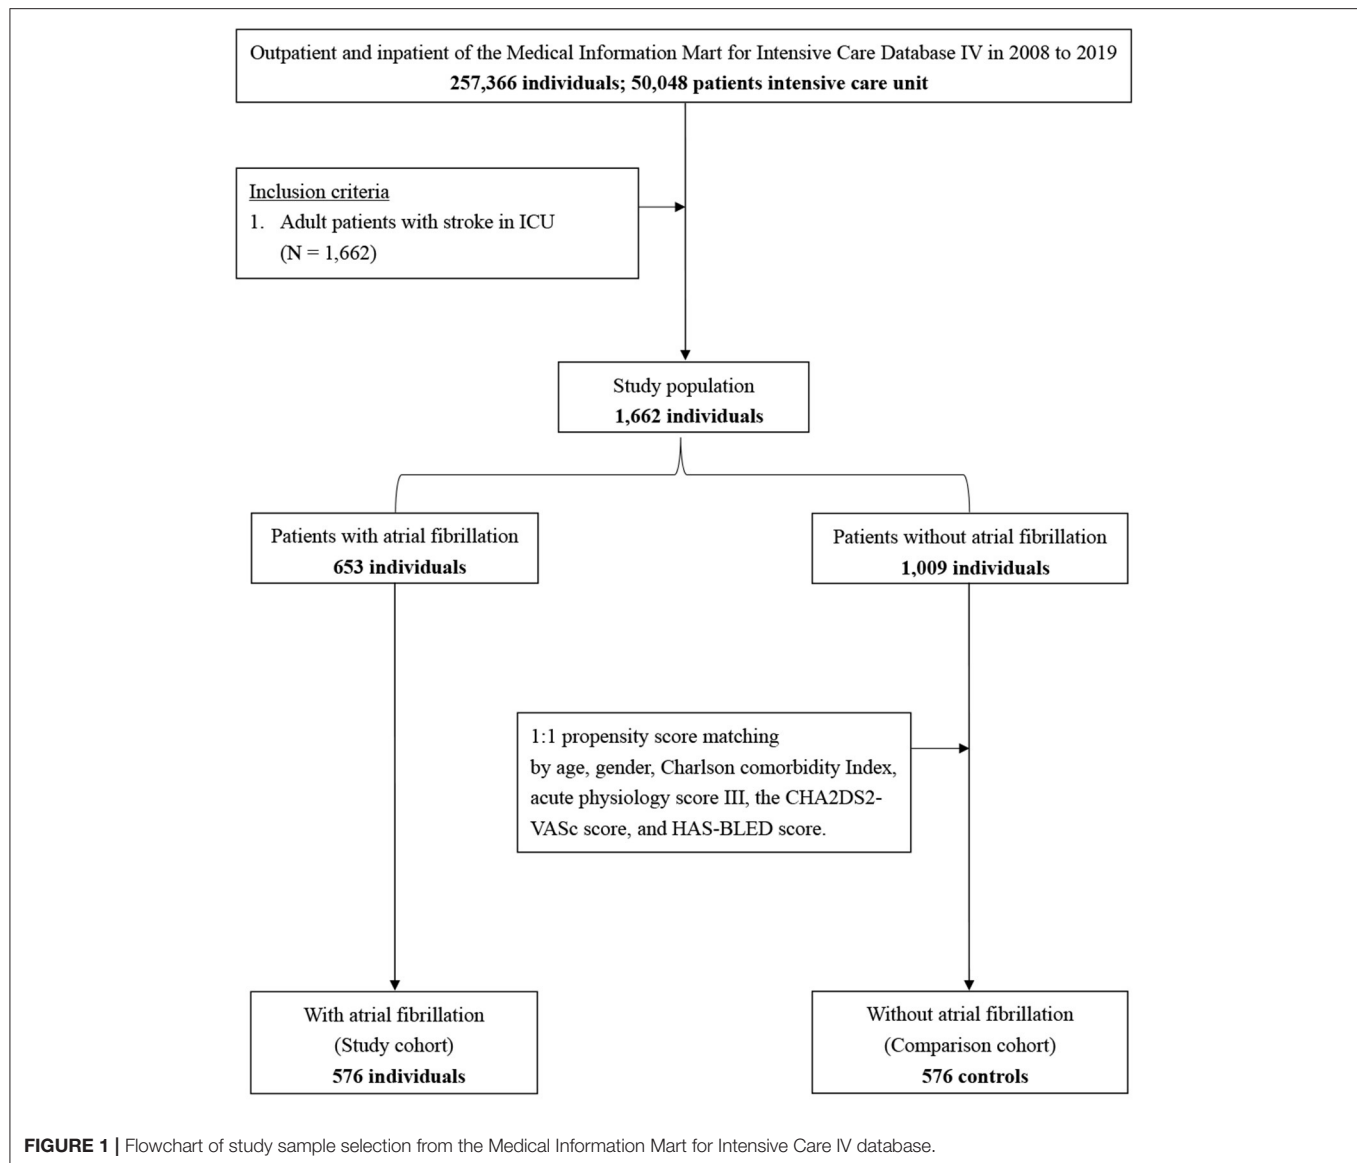 Outpatient and inpatient of the Medical Information Mart for Intensive Care Database IV in 2008 to 2019
257,366 individuals; 50,048 patients intensive care unit
Inclusion criteria
1. Adult patients with stroke in ICU
(N = 1,662)
Study population
1,662 individuals
Patients with atrial fibrillation
653 individuals
Patients without atrial fibrillation
1,009 individuals
1:1 propensity score matching
by age, gender, Charlson comorbidity Index,
acute physiology score III, the CHA2DS2-
VASc score, and HAS-BLED score.
With atrial fibrillation
(Study cohort)
576 individuals
Without atrial fibrillation
(Comparison cohort)
576 controls
FIGURE 1 | Flowchart of study sample selection from the Medical Information Mart for Intensive Care IV database.